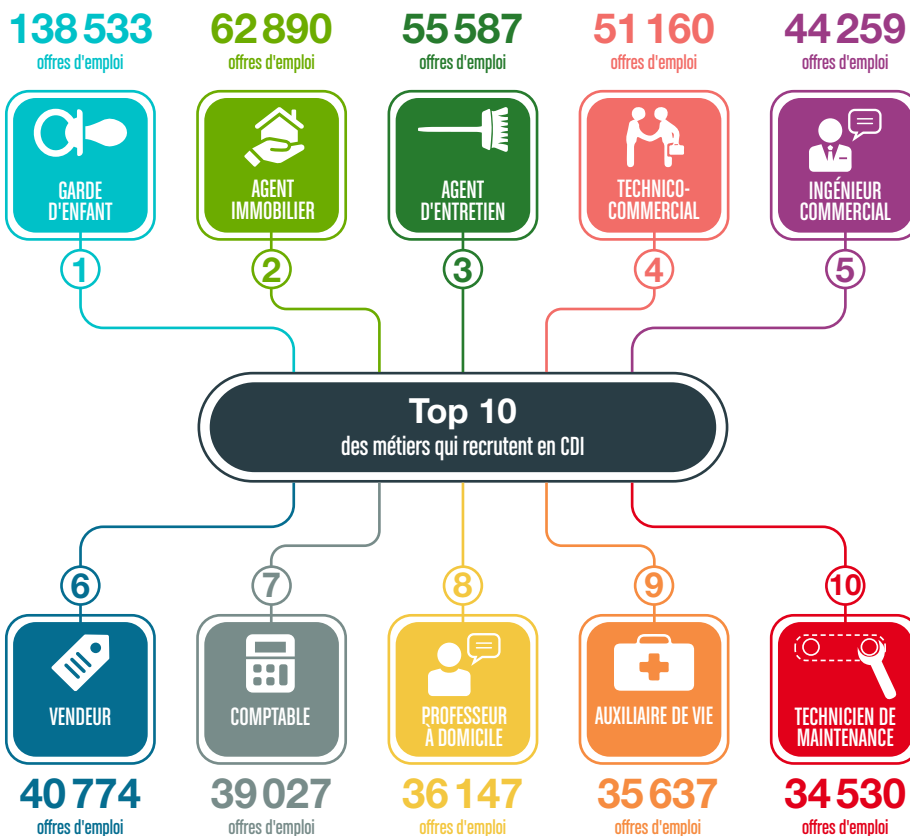 138 533
offres d'emploi
62 890
offres d'emploi
55 587
offres d'emploi
51 160
offres d'emploi
44 259
offres d'emploi
GARDE
D'ENFANT
AGENT
IMMOBILIER
AGENT
D'ENTRETIEN
TECHNICO-
COMMERCIAL
INGÉNIEUR
COMMERCIAL
1
2
3
4
5
Top 10
des métiers qui recrutent en CDI
6
7
8
9
10
VENDEUR
COMPTABLE
PROFESSEUR
À DOMICILE
AUXILIAIRE DE VIE
TECHNICIEN DE
MAINTENANCE
40 774
offres d'emploi
39 027
offres d'emploi
36 147
offres d'emploi
35 637
offres d'emploi
34 530
offres d'emploi